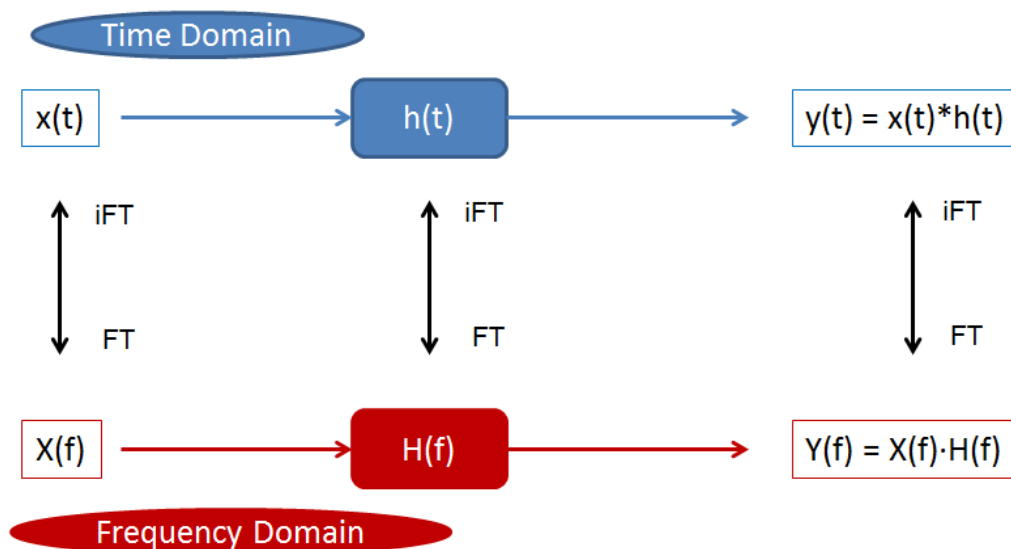 Time Domain
x(t)
h(t)
y(t) = x(t)*h(t)
iFT
iFT
iFT
FT
FT
FT
X(f)
H(f)
Y(f) = X(f)·H(f)
Frequency Domain